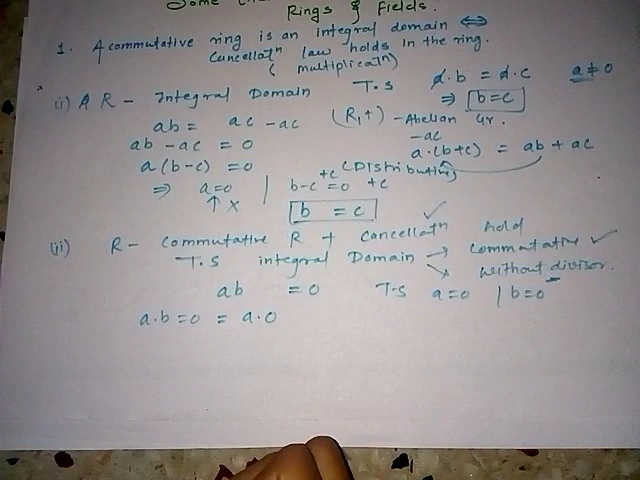 Some
Rings & Fields.
1. A commutative ring is an integral domain ⇔
Cancellatn law holds in the ring.
(multiplicatn)
i) A R - Integral Domain T.S a.b = a.c a≠0
⇒ b=c
ab = ac -ac (R,+) - Abelian Gr.
ab - ac = 0 -ac
a(b-c) = 0 a.(b+c) = ab + ac
(Distributive)
⇒ a=0 | b-c+c = 0 +c
↑x b = c
(ii) R - commutative R + Cancellatn hold ✓
T.S integral Domain → commutative ✓
↘ without divisor.
ab = 0 T.S a=0 | b=0
a.b=0 = a.0